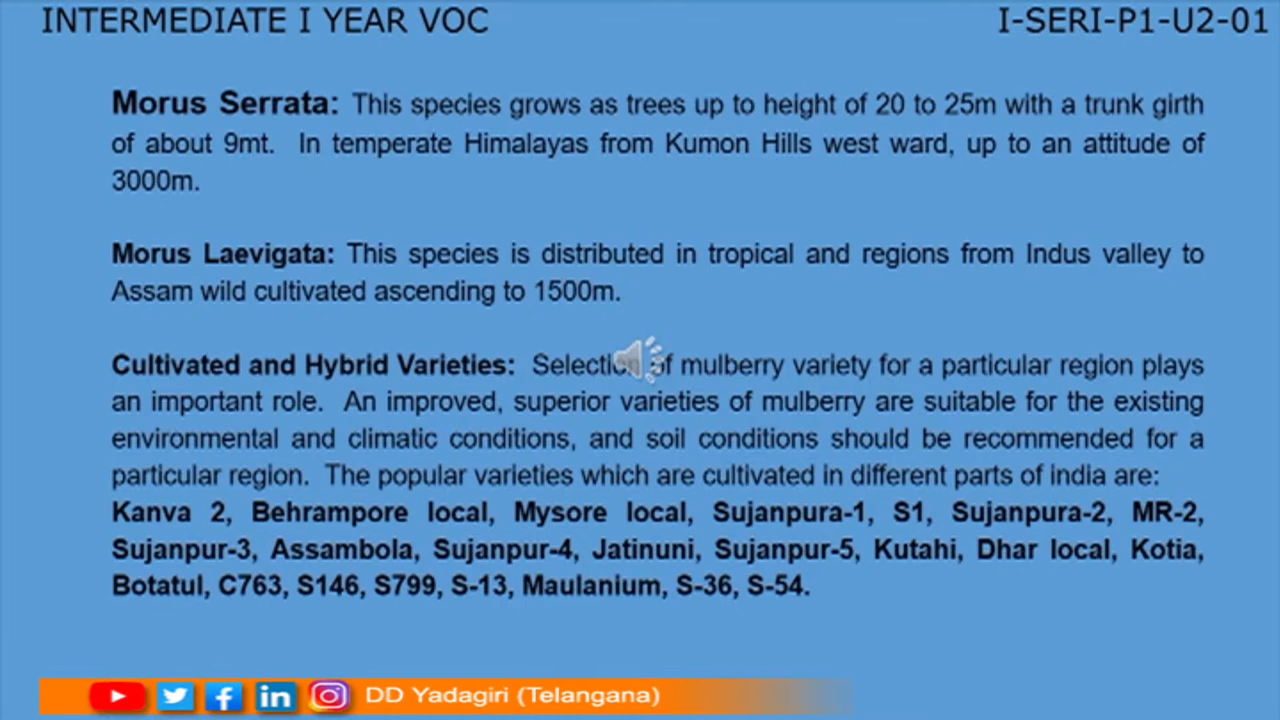 INTERMEDIATE I YEAR VOC
I-SERI-P1-U2-01
Morus Serrata: This species grows as trees up to height of 20 to 25m with a trunk girth
of about 9mt. In temperate Himalayas from Kumon Hills west ward, up to an attitude of
3000m.
Morus Laevigata: This species is distributed in tropical and regions from Indus valley to
Assam wild cultivated ascending to 1500m.
Cultivated and Hybrid Varieties: Selection of mulberry variety for a particular region plays
an important role. An improved, superior varieties of mulberry are suitable for the existing
environmental and climatic conditions, and soil conditions should be recommended for a
particular region. The popular varieties which are cultivated in different parts of india are:
Kanva 2, Behrampore local, Mysore local, Sujanpura-1, S1, Sujanpura-2, MR-2,
Sujanpur-3, Assambola, Sujanpur-4, Jatinuni, Sujanpur-5, Kutahi, Dhar local, Kotia,
Botatul, C763, S146, S799, S-13, Maulanium, S-36, S-54.
DD Yadagiri (Telangana)